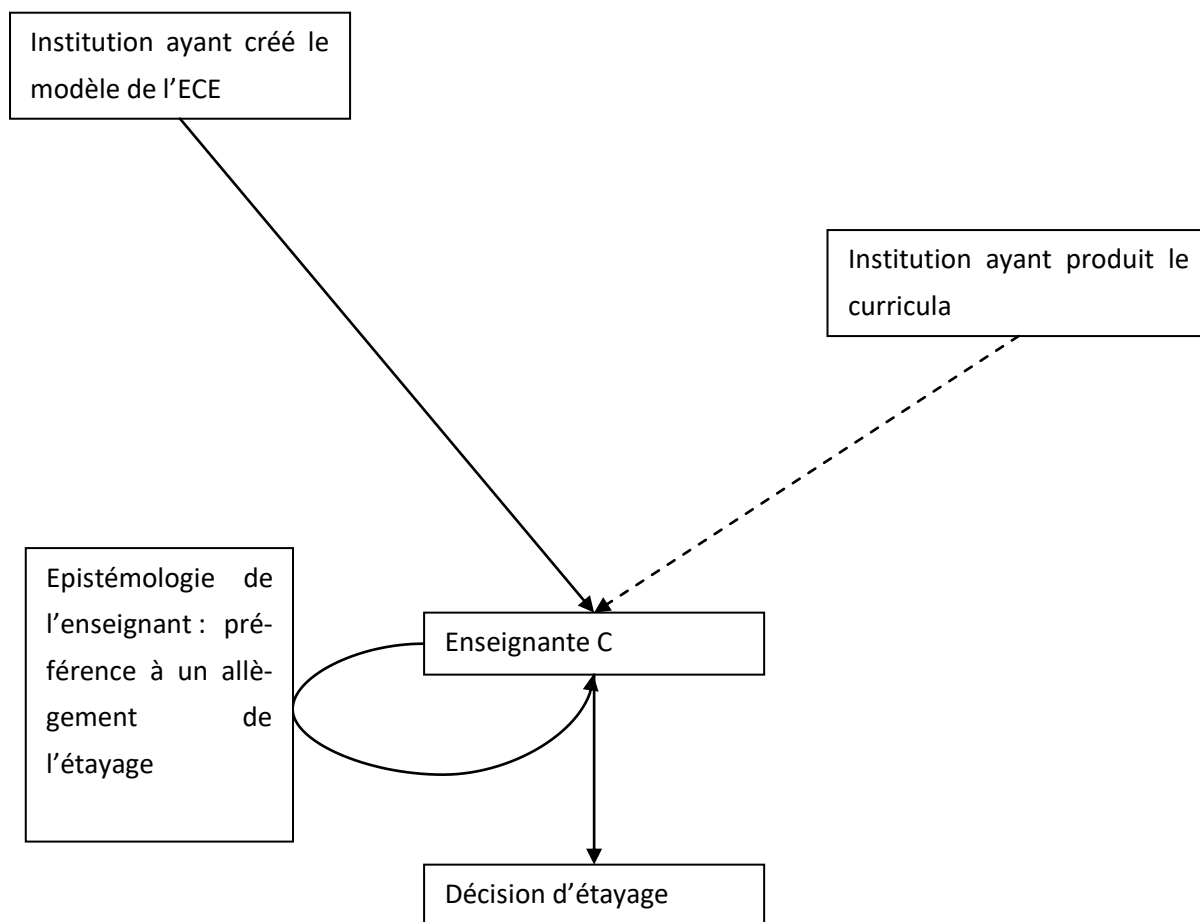 Institution ayant créé le
modèle de l’ECE
Institution ayant produit le
curricula
Epistémologie de
l’enseignant : pré-
férence à un allè-
gement de
l’étayage
Enseignante C
Décision d’étayage